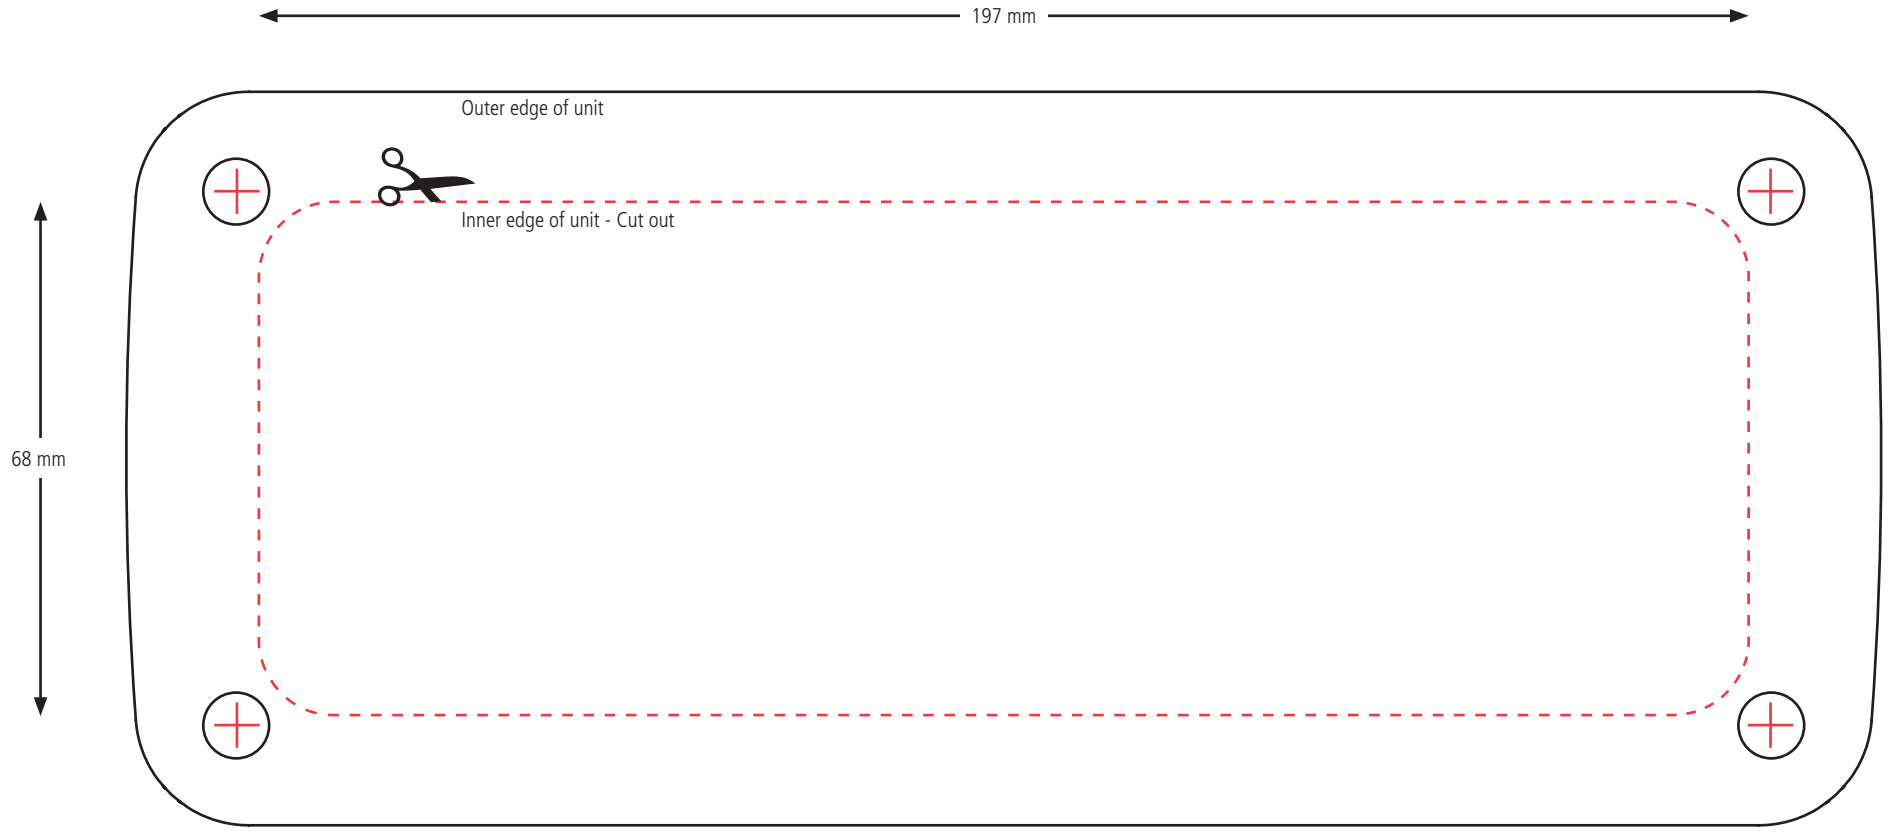 197 mm
Outer edge of unit
Inner edge of unit - Cut out
68 mm